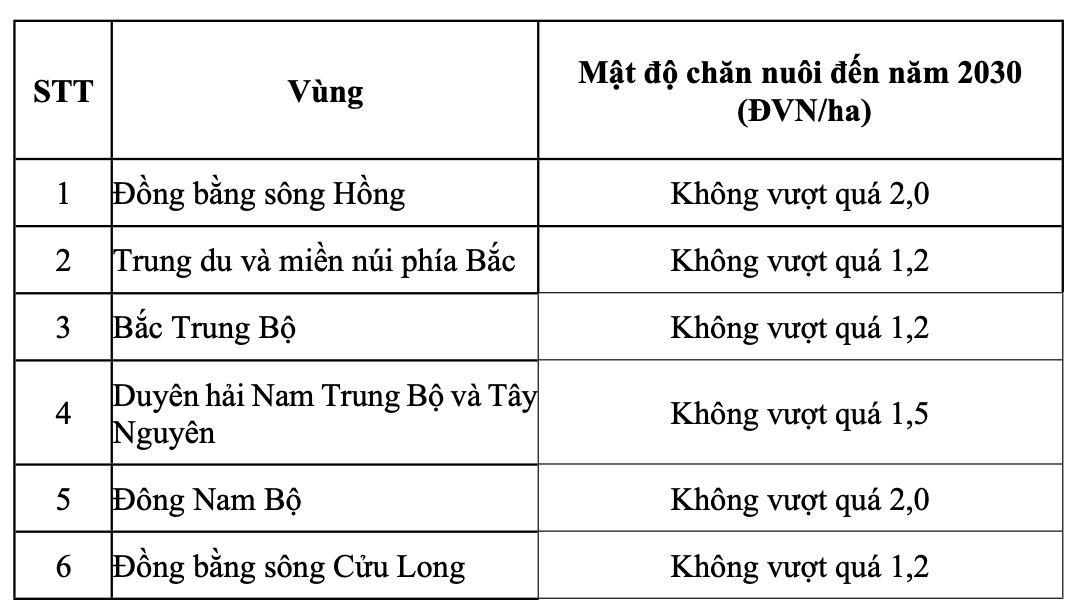 STT Vùng Mật độ chăn nuôi đến năm 2030
(ĐVN/ha)
1 Đồng bằng sông Hồng Không vượt quá 2,0
2 Trung du và miền núi phía Bắc Không vượt quá 1,2
3 Bắc Trung Bộ Không vượt quá 1,2
4 Duyên hải Nam Trung Bộ và Tây
Nguyên Không vượt quá 1,5
5 Đông Nam Bộ Không vượt quá 2,0
6 Đồng bằng sông Cửu Long Không vượt quá 1,2